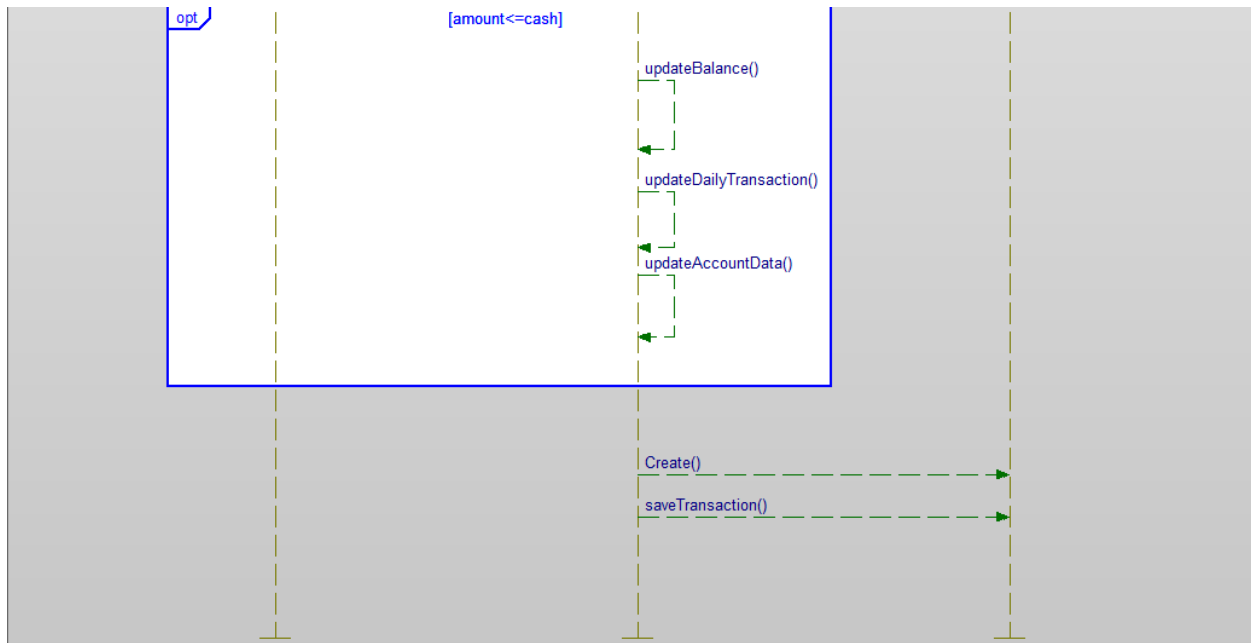 opt
[amount<=cash]
updateBalance()
updateDailyTransaction()
updateAccountData()
Create()
saveTransaction()